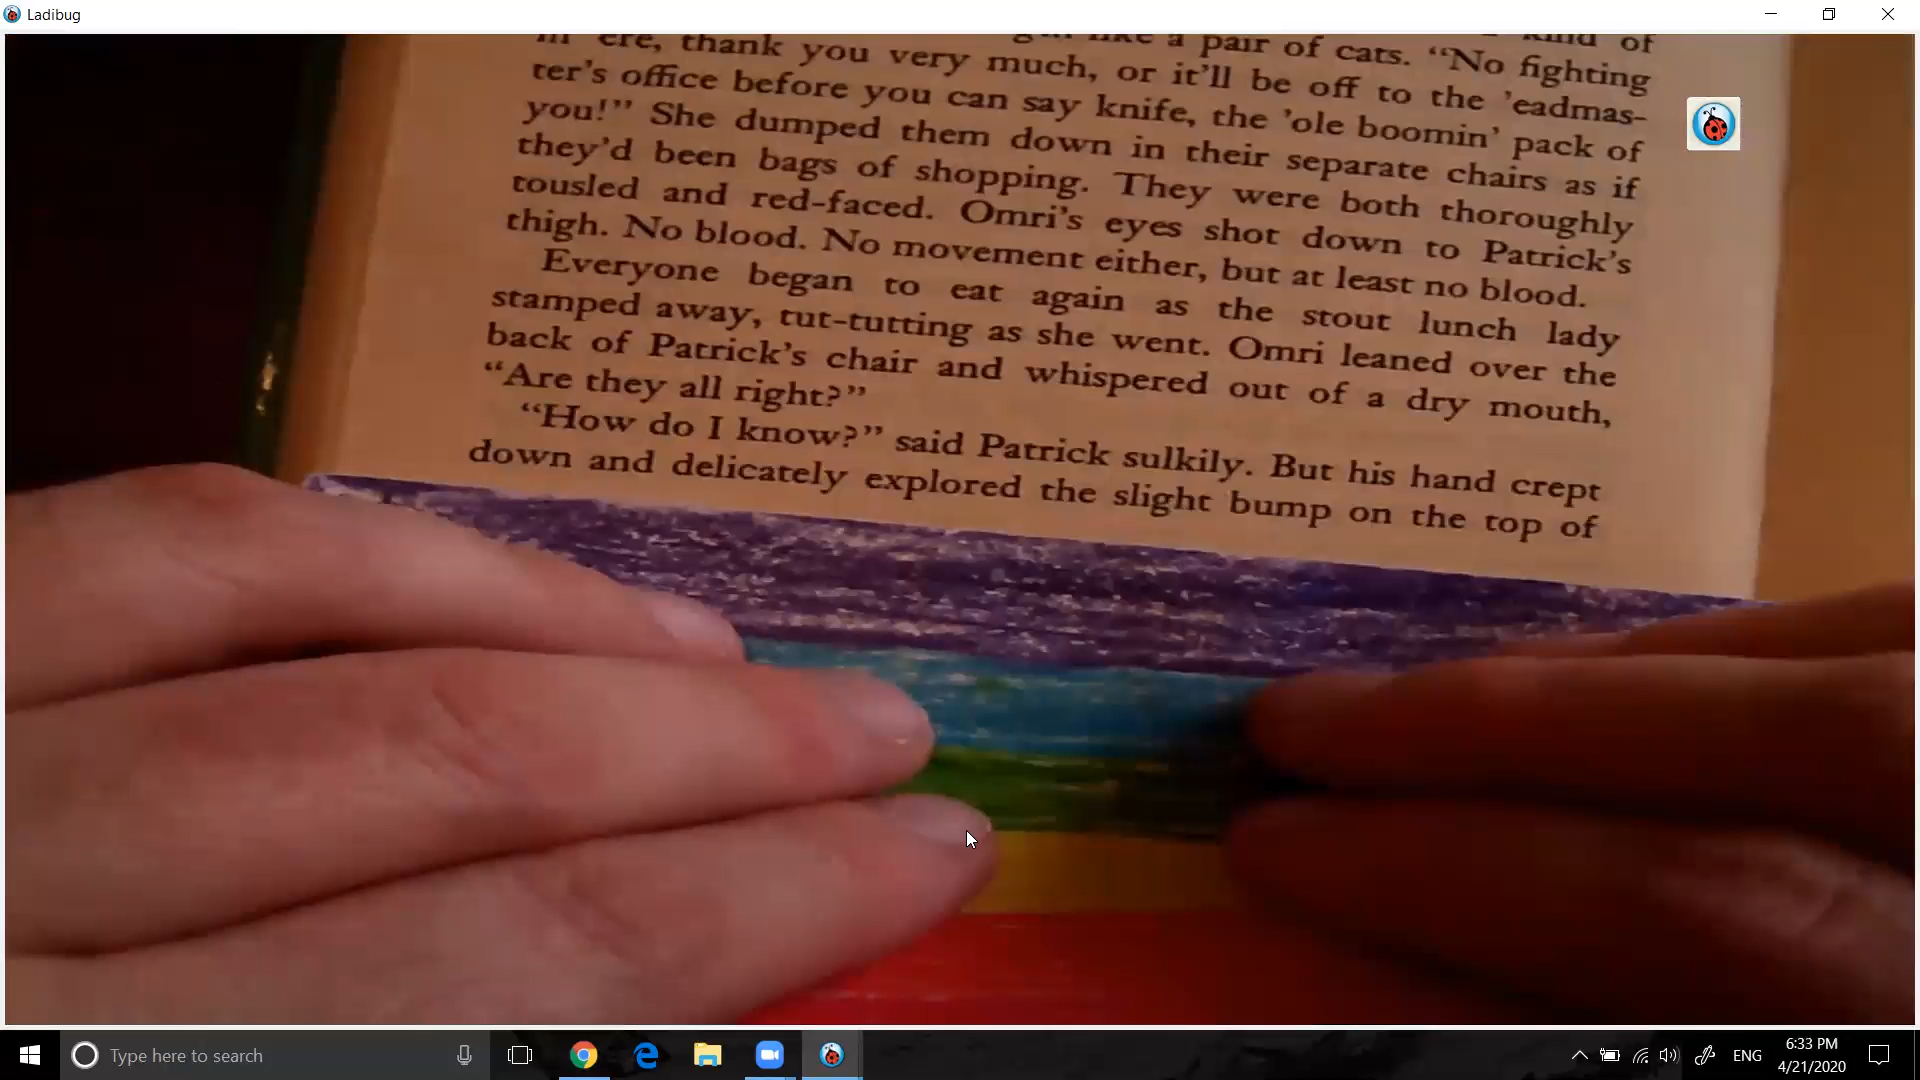 Ladibug
kind of
a pair of cats. “No fighting
ere, thank you very much, or it’ll be off to the ’eadmas-
ter’s office before you can say knife, the ’ole boomin’ pack of
you!” She dumped them down in their separate chairs as if
they’d been bags of shopping. They were both thoroughly
tousled and red-faced. Omri’s eyes shot down to Patrick’s
thigh. No blood. No movement either, but at least no blood.
Everyone began to eat again as the stout lunch lady
stamped away, tut-tutting as she went. Omri leaned over the
back of Patrick’s chair and whispered out of a dry mouth,
“Are they all right?”
“How do I know?” said Patrick sulkily. But his hand crept
down and delicately explored the slight bump on the top of
Type here to search
ENG
6:33 PM
4/21/2020